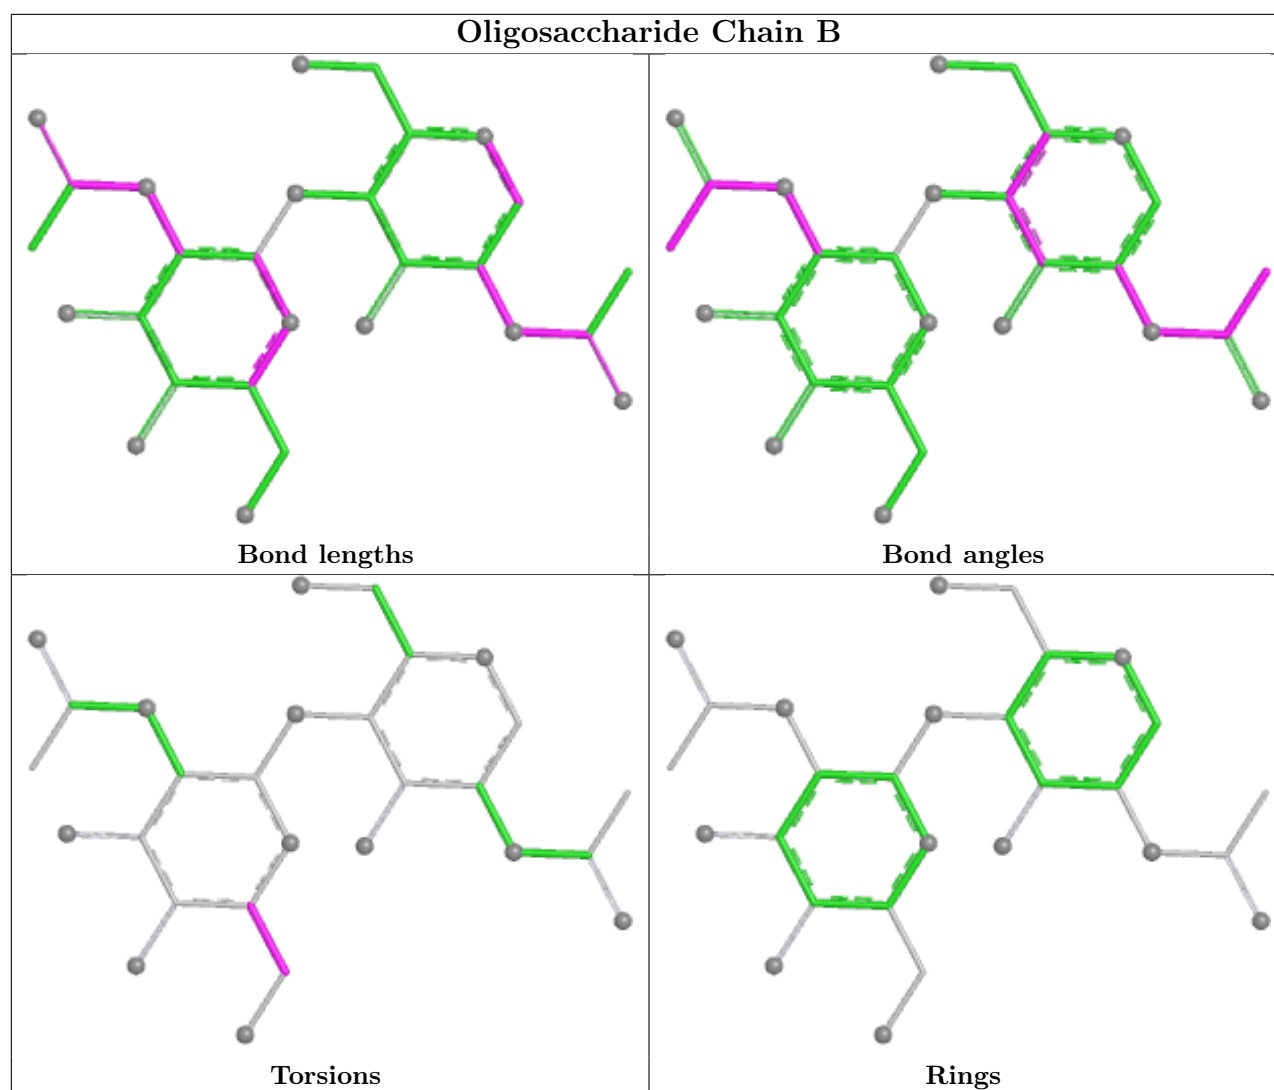 Oligosaccharide Chain B
Bond lengths
Bond angles
Torsions
Rings